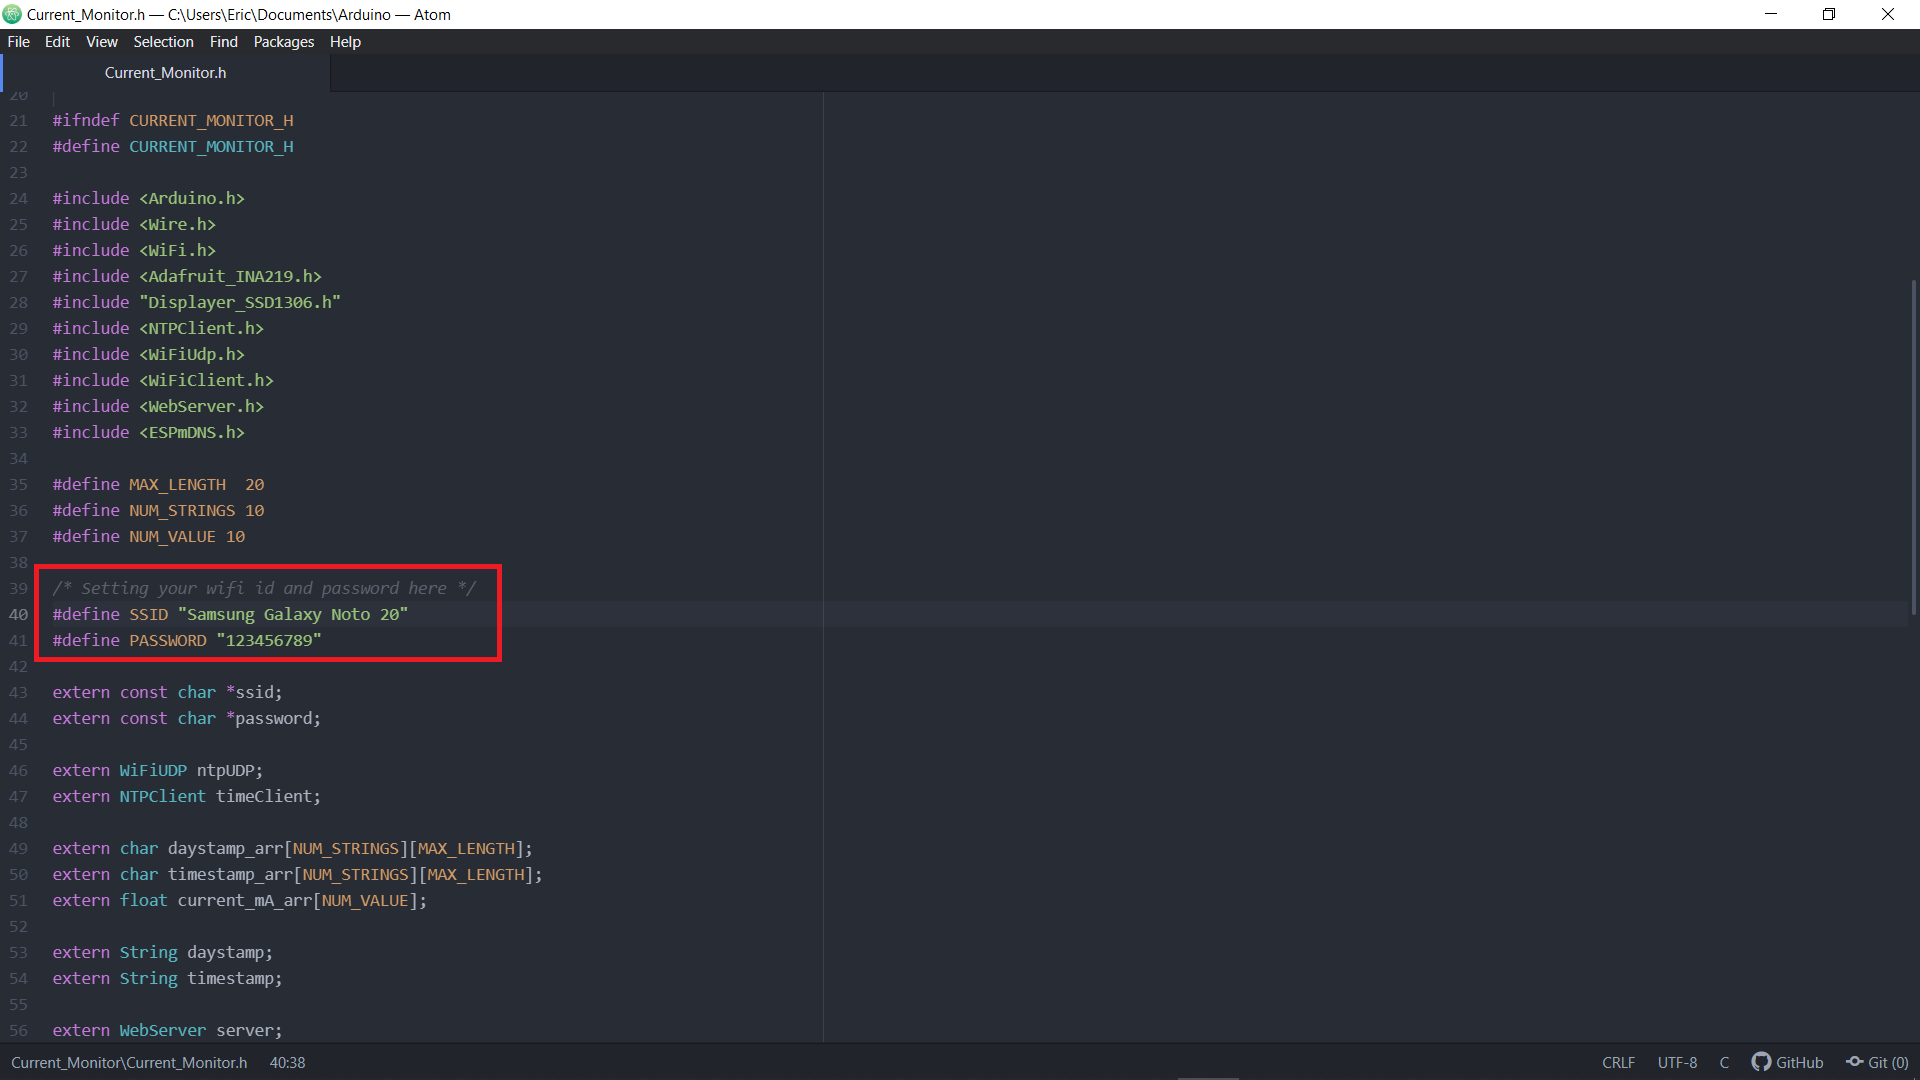 Current_Monitor.h — C:\Users\Eric\Documents\Arduino — Atom
File Edit View Selection Find Packages Help
Current_Monitor.h
20
21 #ifndef CURRENT_MONITOR_H
22 #define CURRENT_MONITOR_H
23
24 #include <Arduino.h>
25 #include <Wire.h>
26 #include <WiFi.h>
27 #include <Adafruit_INA219.h>
28 #include "Displayer_SSD1306.h"
29 #include <NTPClient.h>
30 #include <WiFiUdp.h>
31 #include <WiFiClient.h>
32 #include <WebServer.h>
33 #include <ESPmDNS.h>
34
35 #define MAX_LENGTH  20
36 #define NUM_STRINGS 10
37 #define NUM_VALUE 10
38
39 /* Setting your wifi id and password here */
40 #define SSID "Samsung Galaxy Noto 20"
41 #define PASSWORD "123456789"
42
43 extern const char *ssid;
44 extern const char *password;
45
46 extern WiFiUDP ntpUDP;
47 extern NTPClient timeClient;
48
49 extern char daystamp_arr[NUM_STRINGS][MAX_LENGTH];
50 extern char timestamp_arr[NUM_STRINGS][MAX_LENGTH];
51 extern float current_mA_arr[NUM_VALUE];
52
53 extern String daystamp;
54 extern String timestamp;
55
56 extern WebServer server;
Current_Monitor\Current_Monitor.h 40:38 CRLF UTF-8 C GitHub Git (0)